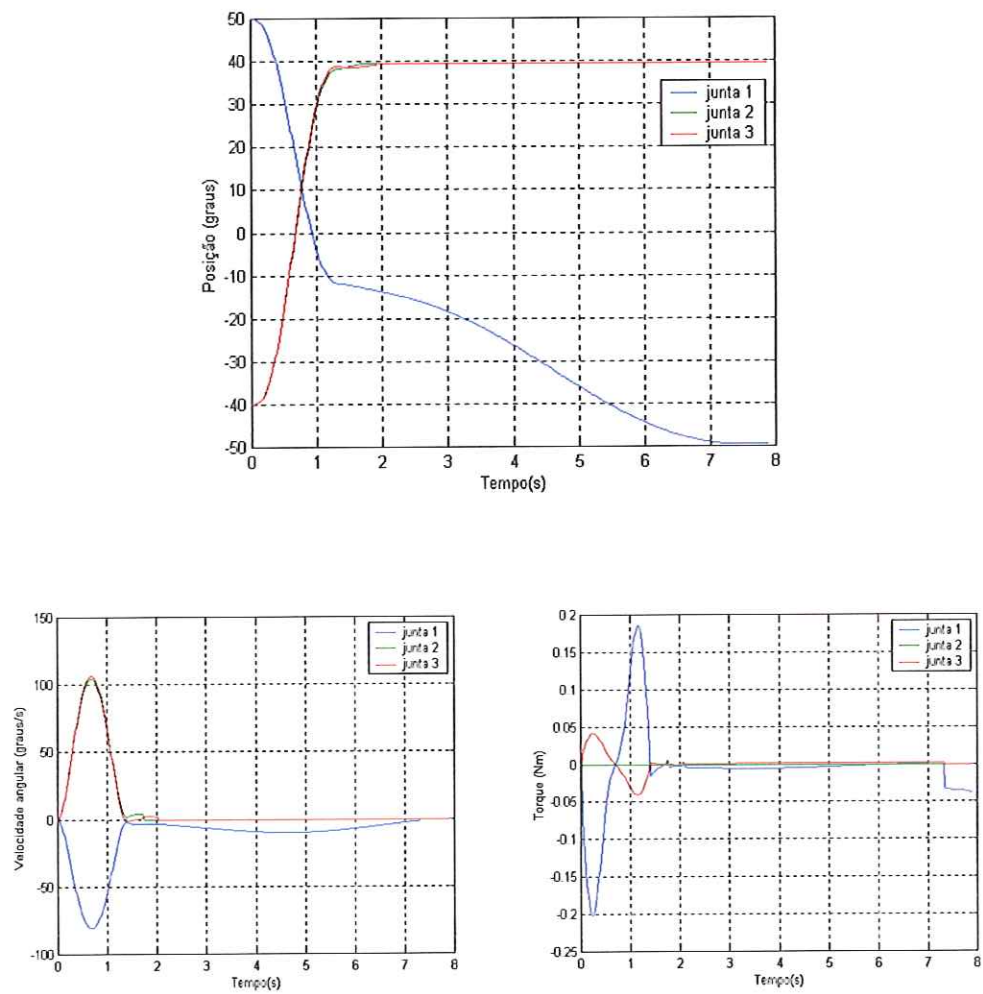 50
40
30
20
10
0
-10
-20
-30
-40
-50
Posição (graus)
junta 1
junta 2
junta 3
0 1 2 3 4 5 6 7 8
Tempo(s)
150
100
50
0
-50
-100
Velocidade angular (graus/s)
junta 1
junta 2
junta 3
0 1 2 3 4 5 6 7 8
Tempo(s)
0.2
0.15
0.1
0.05
0
-0.05
-0.1
-0.15
-0.2
-0.25
Torque (Nm)
junta 1
junta 2
junta 3
0 1 2 3 4 5 6 7 8
Tempo(s)